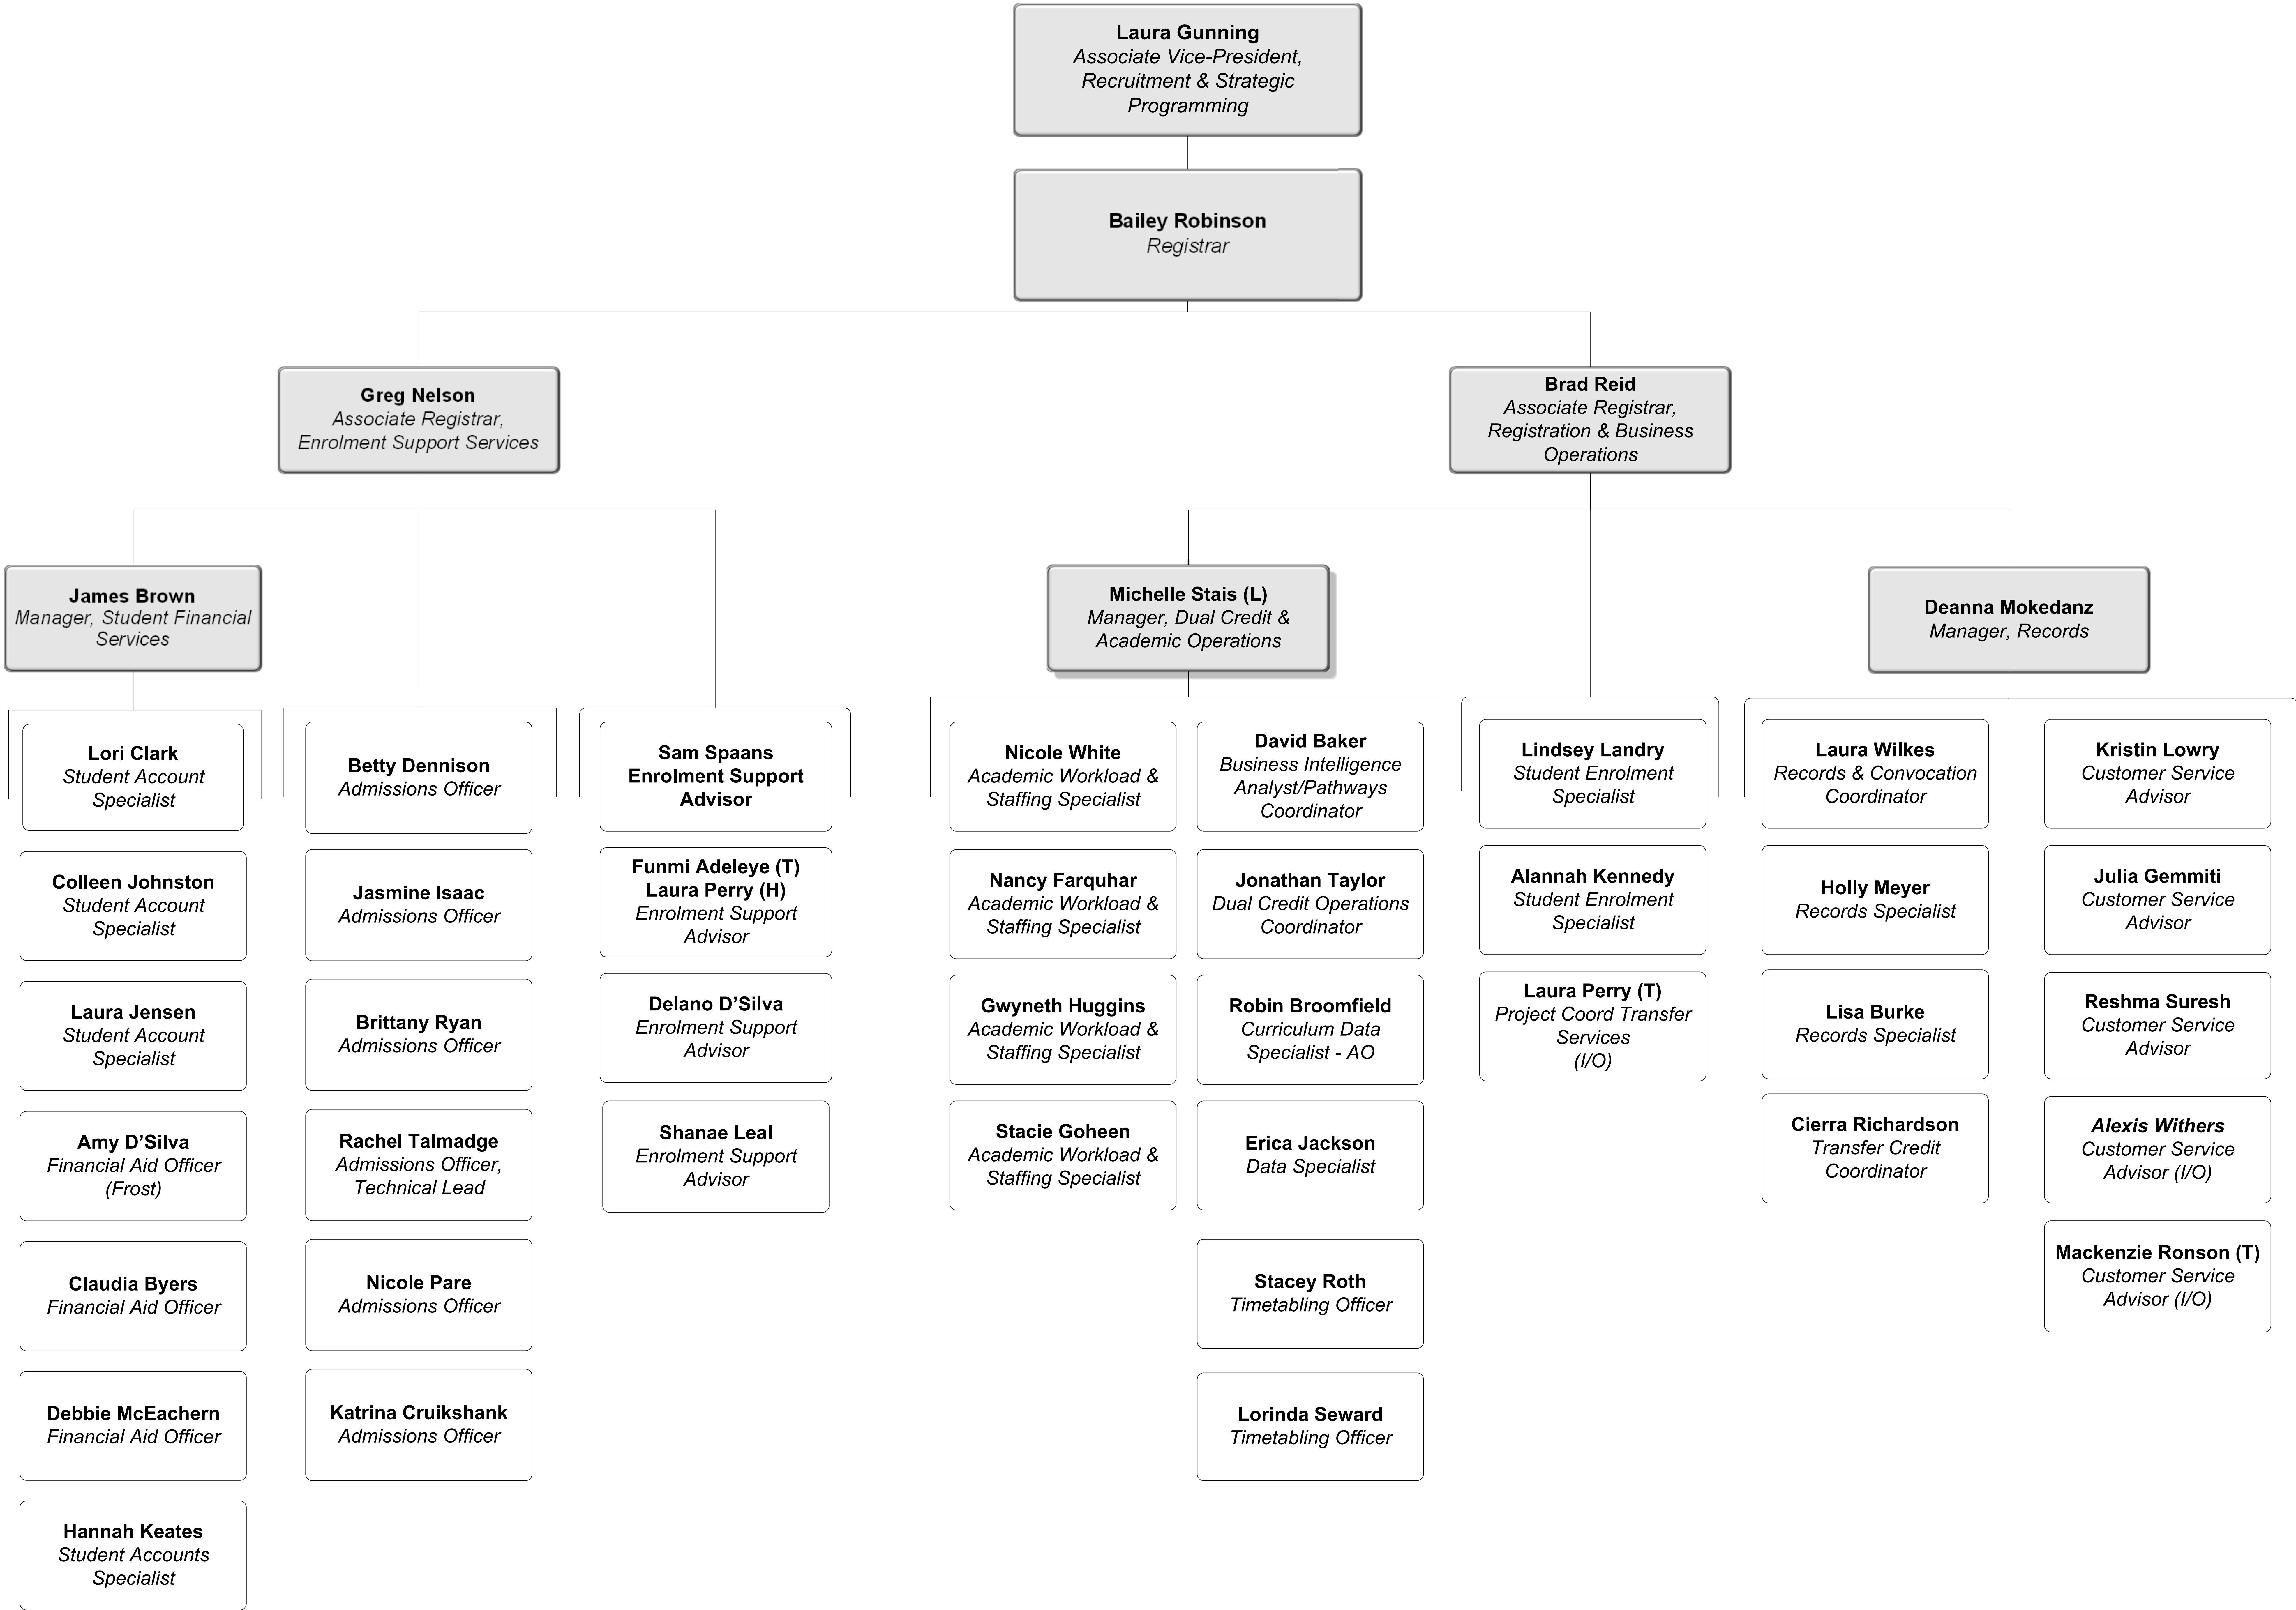 Laura Gunning
Associate Vice-President,
Recruitment & Strategic
Programming
Bailey Robinson
Registrar
Greg Nelson
Associate Registrar,
Enrolment Support Services
Brad Reid
Associate Registrar,
Registration & Business
Operations
James Brown
Manager, Student Financial
Services
Michelle Stais (L)
Manager, Dual Credit &
Academic Operations
Deanna Mokedanz
Manager, Records
Lori Clark
Student Account
Specialist
Colleen Johnston
Student Account
Specialist
Laura Jensen
Student Account
Specialist
Amy D’Silva
Financial Aid Officer
(Frost)
Claudia Byers
Financial Aid Officer
Debbie McEachern
Financial Aid Officer
Hannah Keates
Student Accounts
Specialist
Betty Dennison
Admissions Officer
Jasmine Isaac
Admissions Officer
Brittany Ryan
Admissions Officer
Rachel Talmadge
Admissions Officer,
Technical Lead
Nicole Pare
Admissions Officer
Katrina Cruikshank
Admissions Officer
Sam Spaans
Enrolment Support
Advisor
Funmi Adeleye (T)
Laura Perry (H)
Enrolment Support
Advisor
Delano D’Silva
Enrolment Support
Advisor
Shanae Leal
Enrolment Support
Advisor
Nicole White
Academic Workload &
Staffing Specialist
Nancy Farquhar
Academic Workload &
Staffing Specialist
Gwyneth Huggins
Academic Workload &
Staffing Specialist
Stacie Goheen
Academic Workload &
Staffing Specialist
David Baker
Business Intelligence
Analyst/Pathways
Coordinator
Jonathan Taylor
Dual Credit Operations
Coordinator
Robin Broomfield
Curriculum Data
Specialist - AO
Erica Jackson
Data Specialist
Stacey Roth
Timetabling Officer
Lorinda Seward
Timetabling Officer
Lindsey Landry
Student Enrolment
Specialist
Alannah Kennedy
Student Enrolment
Specialist
Laura Perry (T)
Project Coord Transfer
Services
(I/O)
Laura Wilkes
Records & Convocation
Coordinator
Holly Meyer
Records Specialist
Lisa Burke
Records Specialist
Cierra Richardson
Transfer Credit
Coordinator
Kristin Lowry
Customer Service
Advisor
Julia Gemmiti
Customer Service
Advisor
Reshma Suresh
Customer Service
Advisor
Alexis Withers
Customer Service
Advisor (I/O)
Mackenzie Ronson (T)
Customer Service
Advisor (I/O)